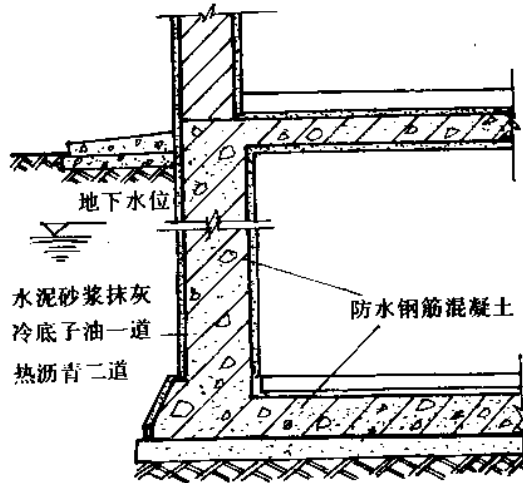 地下水位
水泥砂浆抹灰
冷底子油一道
热沥青二道
防水钢筋混凝土